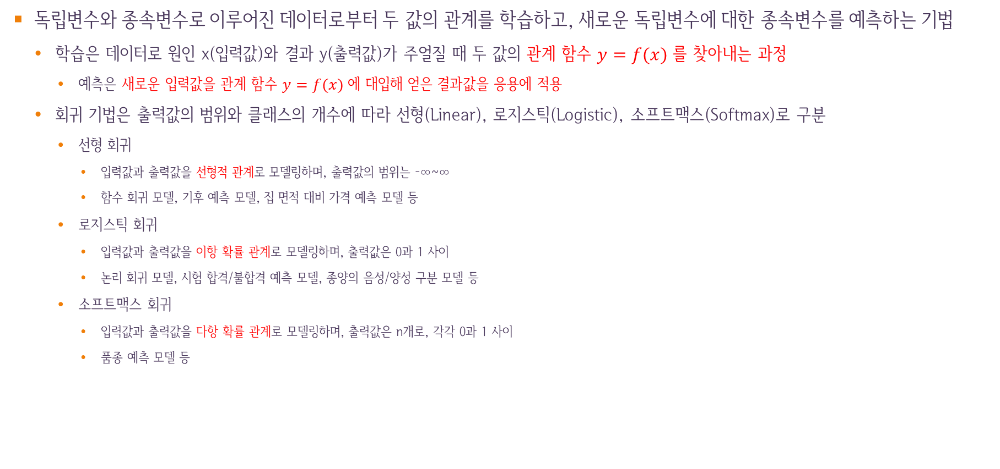 독립변수와 종속변수로 이루어진 데이터로부터 두 값의 관계를 학습하고, 새로운 독립변수에 대한 종속변수를 예측하는 기법
학습은 데이터로 원인 x(입력값)와 결과 y(출력값)가 주얼질 때 두 값의 관계 함수 y = f(x) 를 찾아내는 과정
예측은 새로운 입력값을 관계 함수 y = f(x) 에 대입해 얻은 결과값을 응용에 적용
회귀 기법은 출력값의 범위와 클래스의 개수에 따라 선형(Linear), 로지스틱(Logistic), 소프트맥스(Softmax)로 구분
선형 회귀
입력값과 출력값을 선형적 관계로 모델링하며, 출력값의 범위는 -∞~∞
함수 회귀 모델, 기후 예측 모델, 집 면적 대비 가격 예측 모델 등
로지스틱 회귀
입력값과 출력값을 이항 확률 관계로 모델링하며, 출력값은 0과 1 사이
논리 회귀 모델, 시험 합격/불합격 예측 모델, 종양의 음성/양성 구분 모델 등
소프트맥스 회귀
입력값과 출력값을 다항 확률 관계로 모델링하며, 출력값은 n개로, 각각 0과 1 사이
품종 예측 모델 등